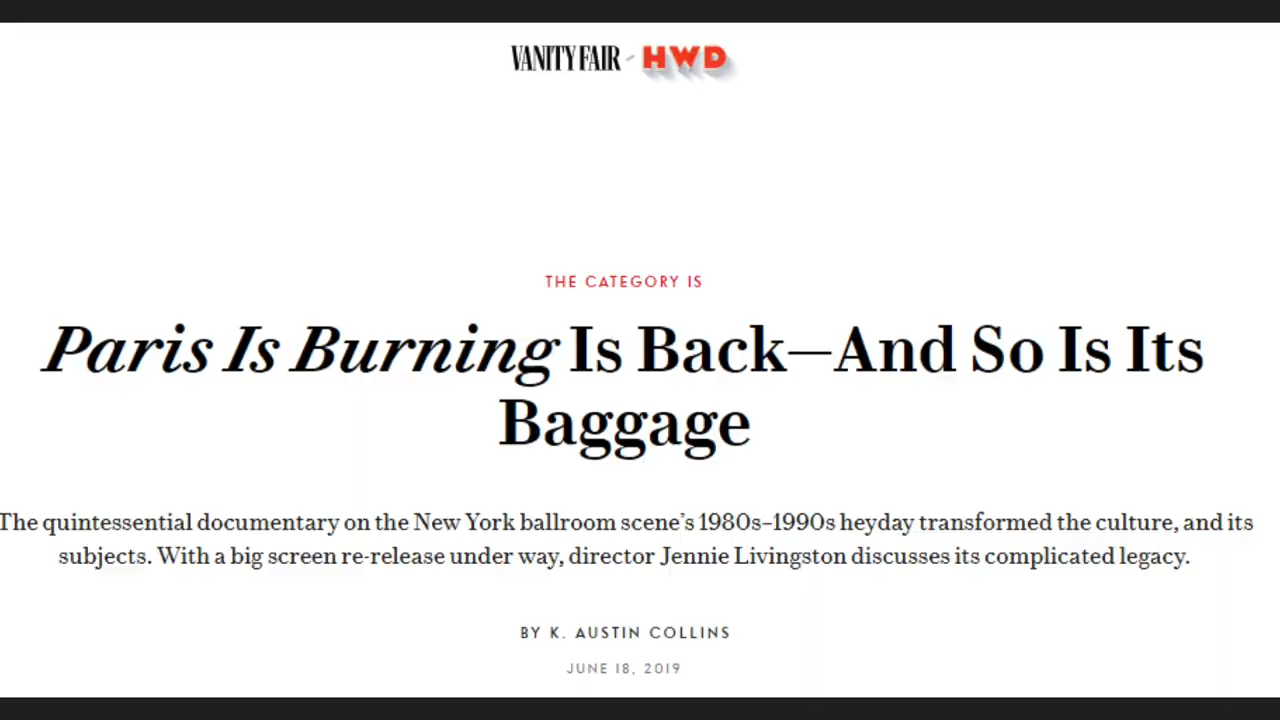 VANITY FAIR - HWD
THE CATEGORY IS
Paris Is Burning Is Back—And So Is Its
Baggage
The quintessential documentary on the New York ballroom scene’s 1980s–1990s heyday transformed the culture, and its
subjects. With a big screen re-release under way, director Jennie Livingston discusses its complicated legacy.
BY K. AUSTIN COLLINS
JUNE 18, 2019